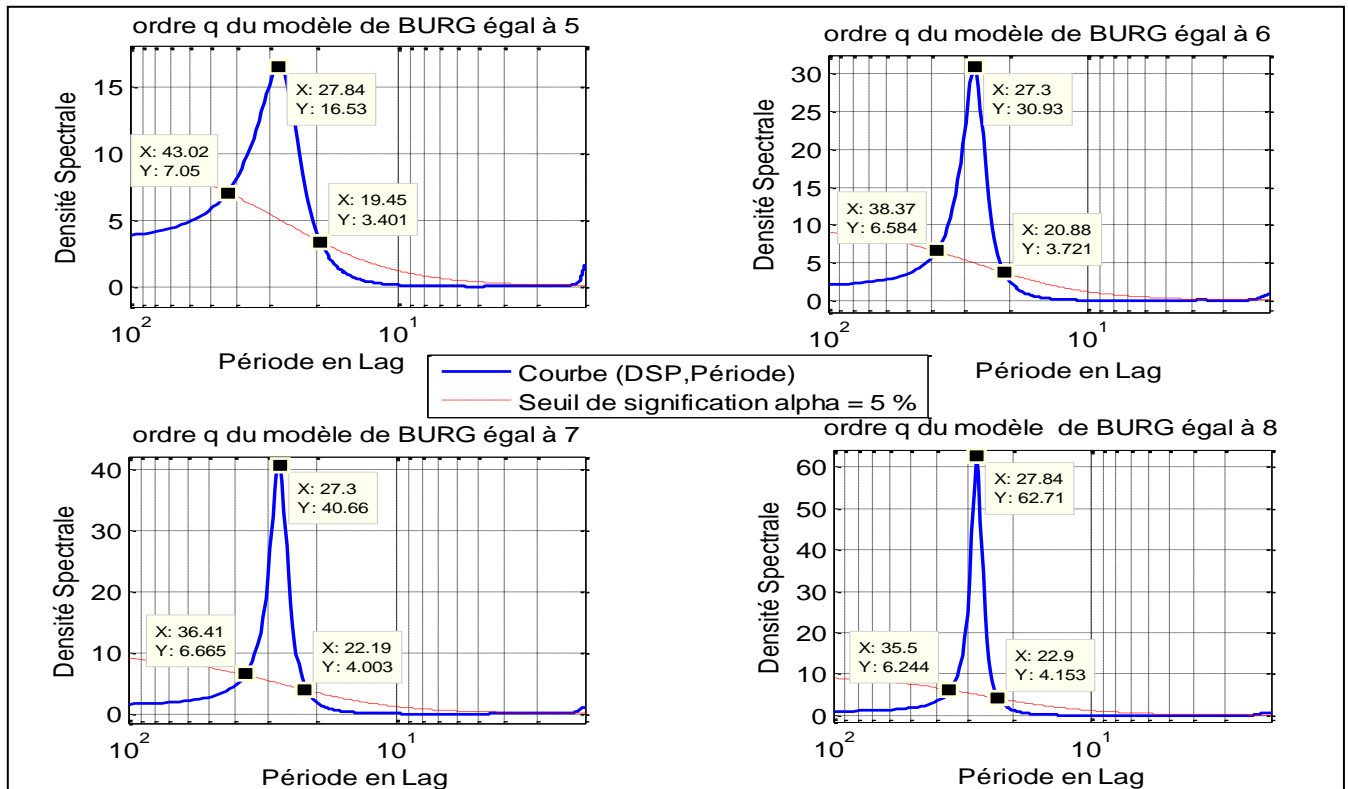 ordre q du modèle de BURG égal à 5
Densité Spectrale
15
10
5
0
X: 27.84
Y: 16.53
X: 43.02
Y: 7.05
X: 19.45
Y: 3.401
10²
10¹
Période en Lag
ordre q du modèle de BURG égal à 6
Densité Spectrale
30
25
20
15
10
5
0
X: 27.3
Y: 30.93
X: 38.37
Y: 6.584
X: 20.88
Y: 3.721
10²
10¹
Période en Lag
Courbe (DSP,Période)
Seuil de signification alpha = 5 %
ordre q du modèle de BURG égal à 7
Densité Spectrale
40
30
20
10
0
X: 27.3
Y: 40.66
X: 36.41
Y: 6.665
X: 22.19
Y: 4.003
10²
10¹
Période en Lag
ordre q du modèle de BURG égal à 8
Densité Spectrale
60
50
40
30
20
10
0
X: 27.84
Y: 62.71
X: 35.5
Y: 6.244
X: 22.9
Y: 4.153
10²
10¹
Période en Lag